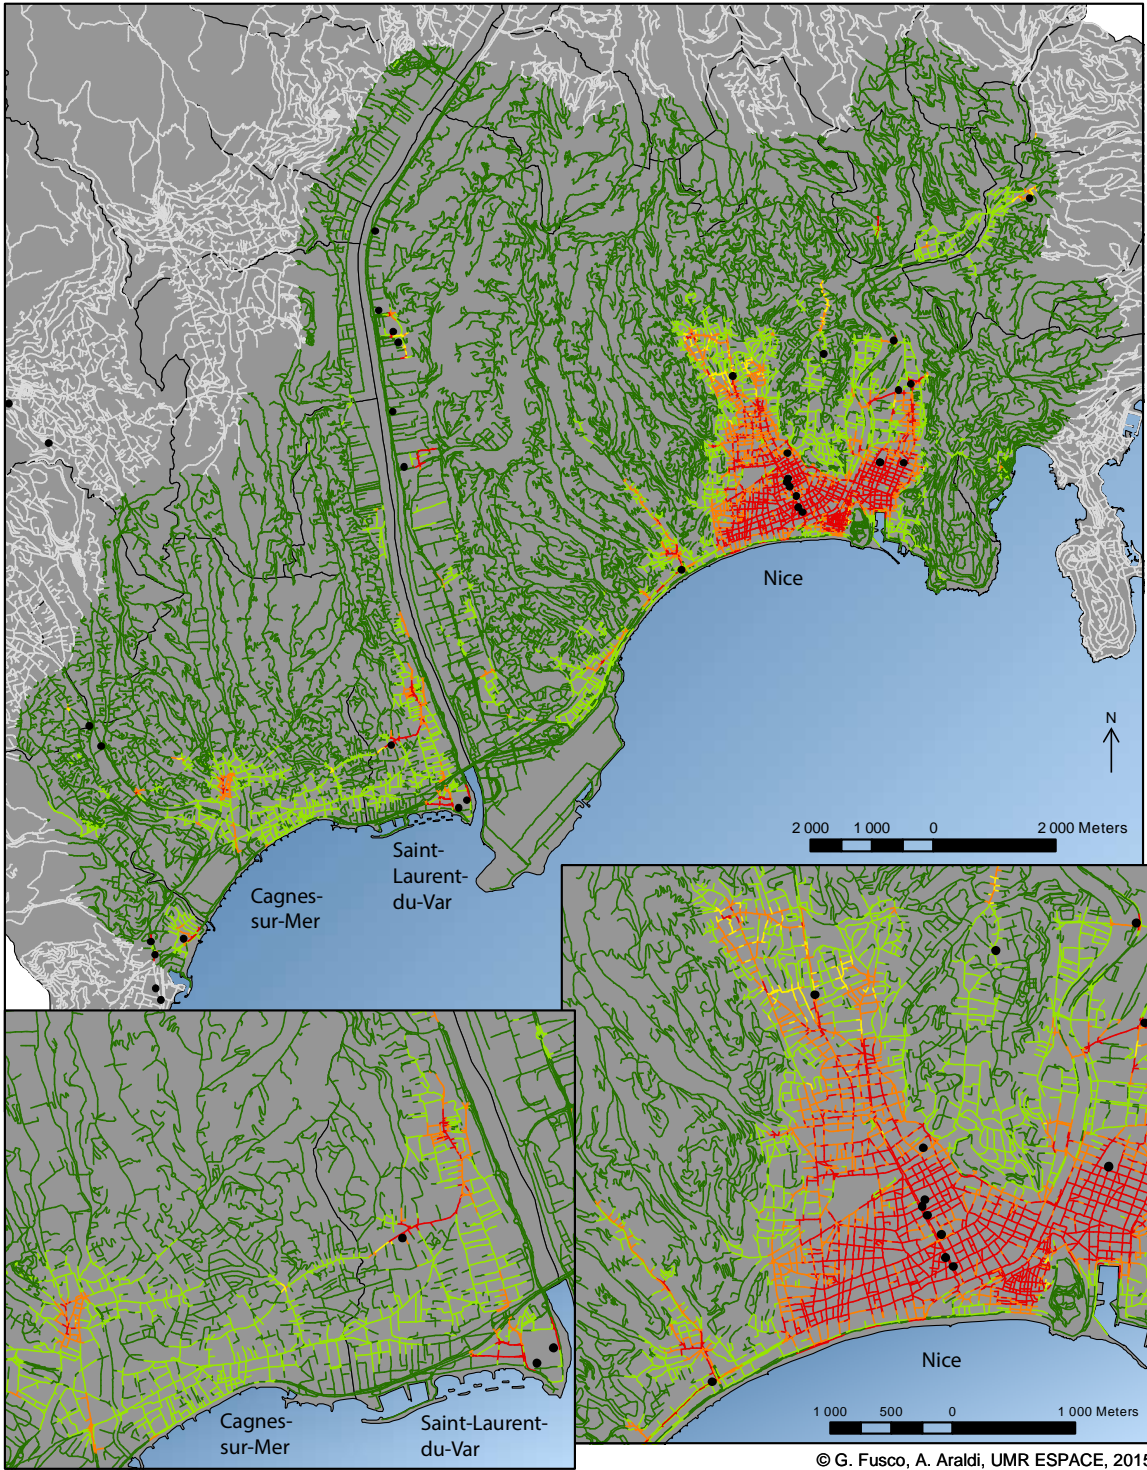 Nice
N
2 000 1 000 0 2 000 Meters
Saint-
Laurent-
du-Var
Cagnes-
sur-Mer
Cagnes-
sur-Mer
Saint-Laurent-
du-Var
Nice
1 000 500 0 1 000 Meters
© G. Fusco, A. Araldi, UMR ESPACE, 2015